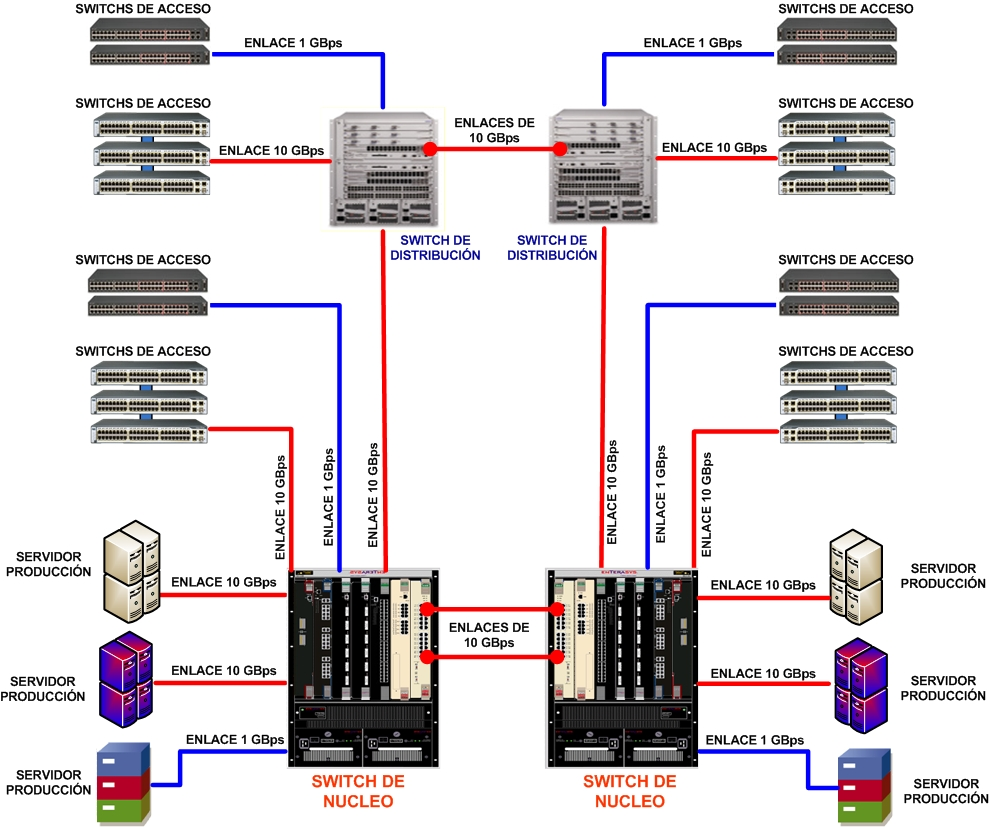 SWITCHS DE ACCESO
SWITCHS DE ACCESO
ENLACE 1 GBps
ENLACE 1 GBps
SWITCHS DE ACCESO
SWITCHS DE ACCESO
ENLACES DE
10 GBps
ENLACE 10 GBps
ENLACE 10 GBps
SWITCH DE
DISTRIBUCIÓN
SWITCH DE
DISTRIBUCIÓN
SWITCHS DE ACCESO
SWITCHS DE ACCESO
SWITCHS DE ACCESO
SWITCHS DE ACCESO
ENLACE 10 GBps
ENLACE 1 GBps
ENLACE 10 GBps
ENLACE 10 GBps
ENLACE 1 GBps
ENLACE 10 GBps
SERVIDOR
PRODUCCIÓN
ENLACE 10 GBps
ENTERASYS
ENLACE 10 GBps
SERVIDOR
PRODUCCIÓN
ENLACES DE
10 GBps
SERVIDOR
PRODUCCIÓN
ENLACE 10 GBps
ENLACE 10 GBps
SERVIDOR
PRODUCCIÓN
ENLACE 1 GBps
ENLACE 1 GBps
SERVIDOR
PRODUCCIÓN
SWITCH DE
NUCLEO
SWITCH DE
NUCLEO
SERVIDOR
PRODUCCIÓN